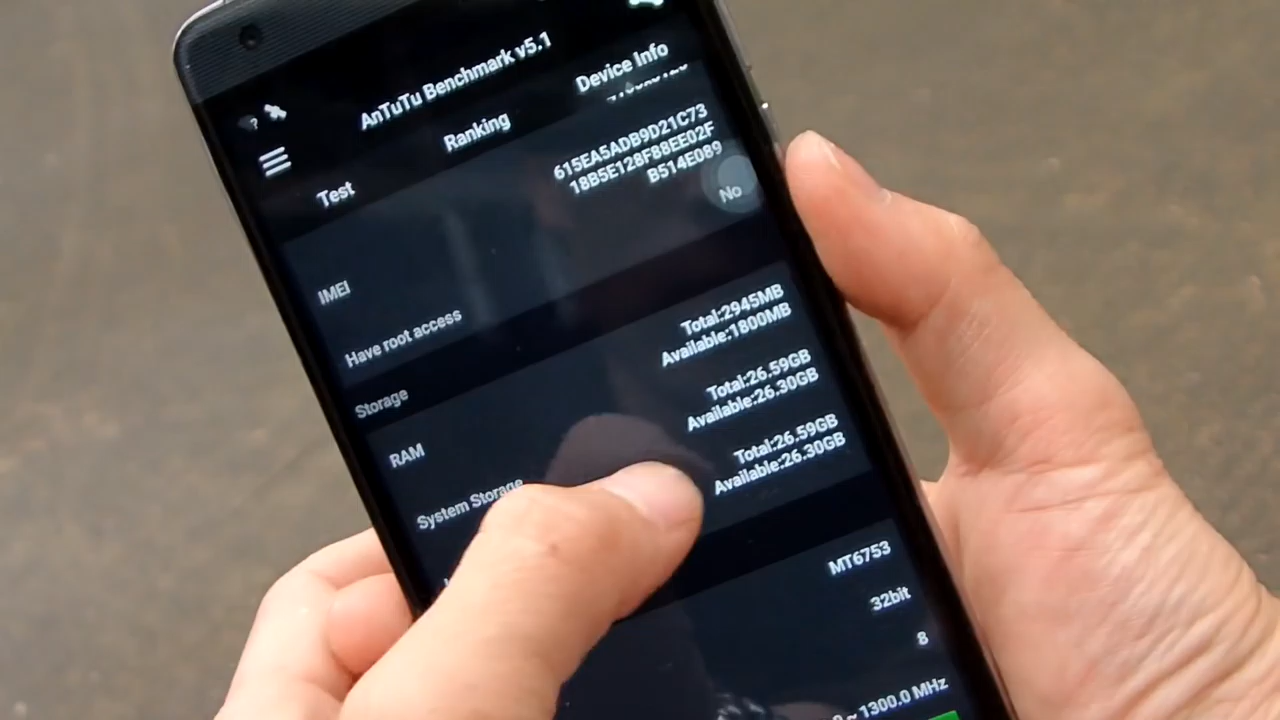 AnTuTu Benchmark v5.1
Test
Ranking
Device Info
IMEI
615EA5ADB9D21C73
18B5E128F88EE02F
B514E089
Have root access
No
Storage
RAM
Total:2945MB
Available:1800MB
System Storage
Total:26.59GB
Available:26.30GB
Total:26.59GB
Available:26.30GB
MT6753
32bit
8
~ 1300.0 MHz